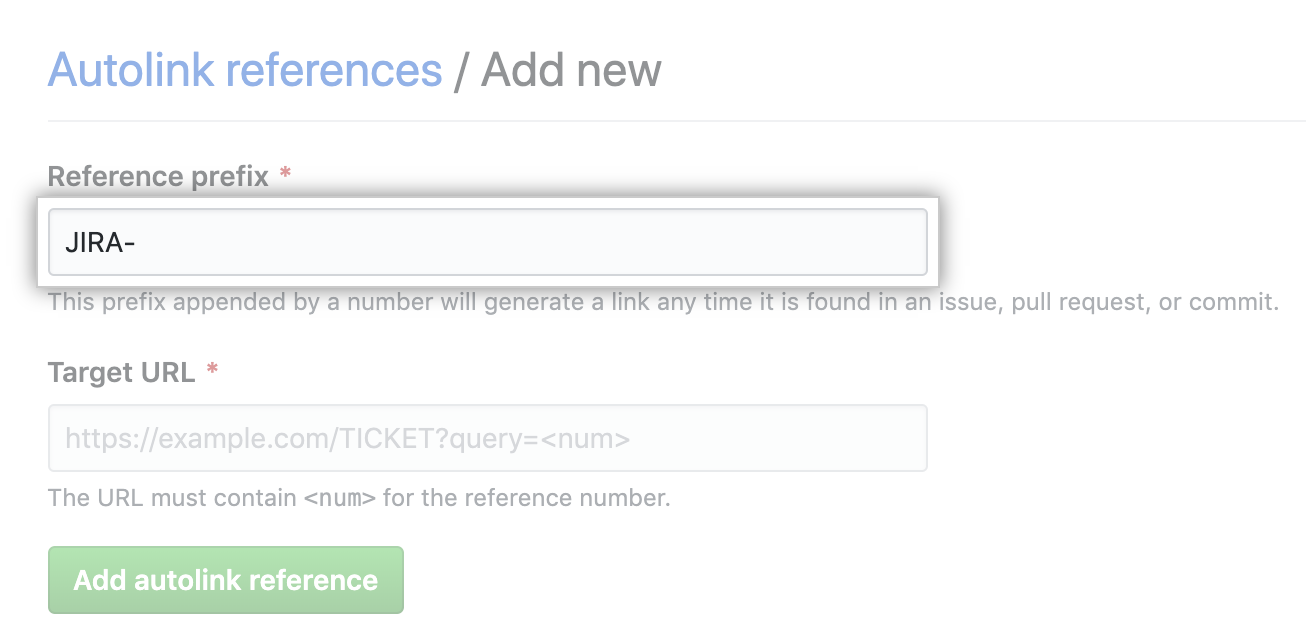 Autolink references / Add new
Reference prefix *
JIRA-
This prefix appended by a number will generate a link any time it is found in an issue, pull request, or commit.
Target URL *
https://example.com/TICKET?query=<num>
The URL must contain <num> for the reference number.
Add autolink reference